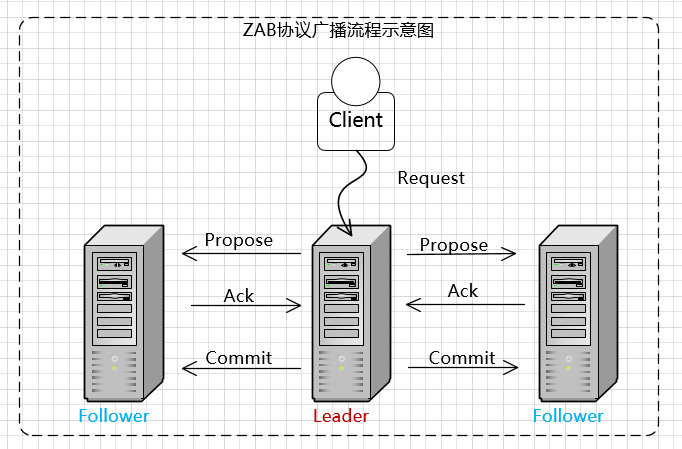 ZAB协议广播流程示意图
Client
Request
Propose
Propose
Ack
Ack
Commit
Commit
Follower
Leader
Follower